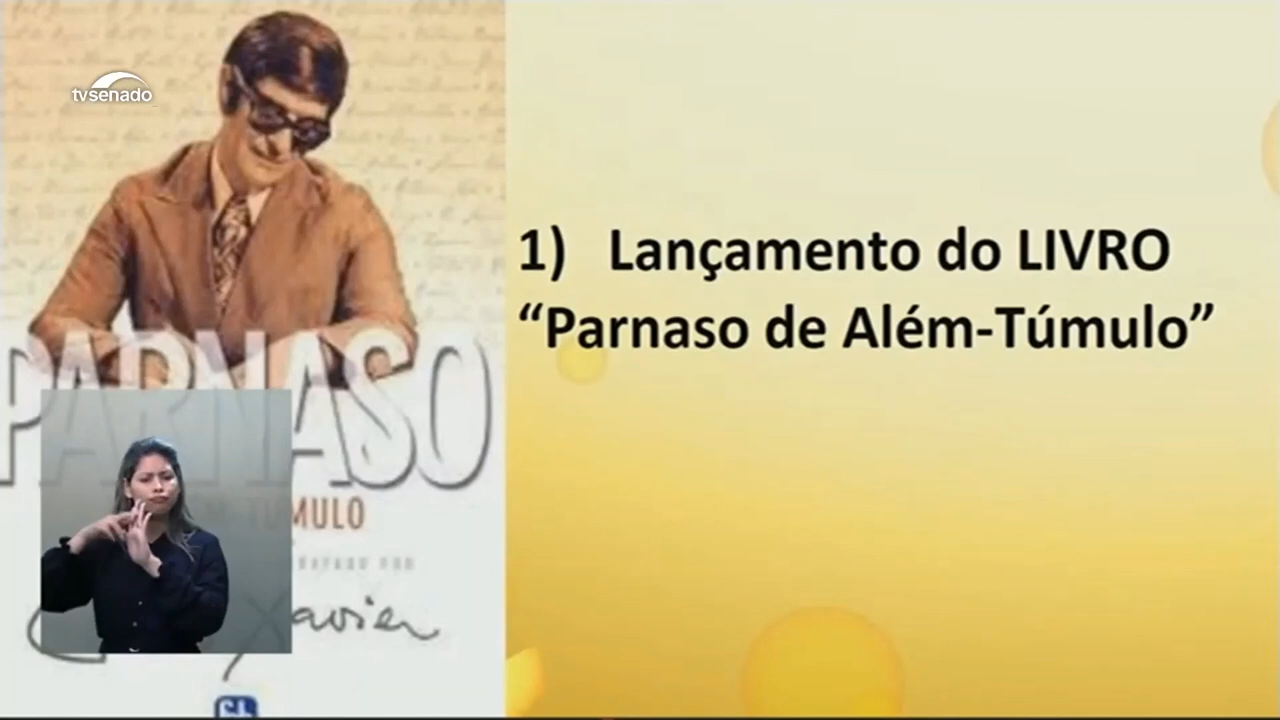 tvsenado
1) Lançamento do LIVRO
“Parnaso de Além-Túmulo”
PARNASO
TÚMULO
Xavier